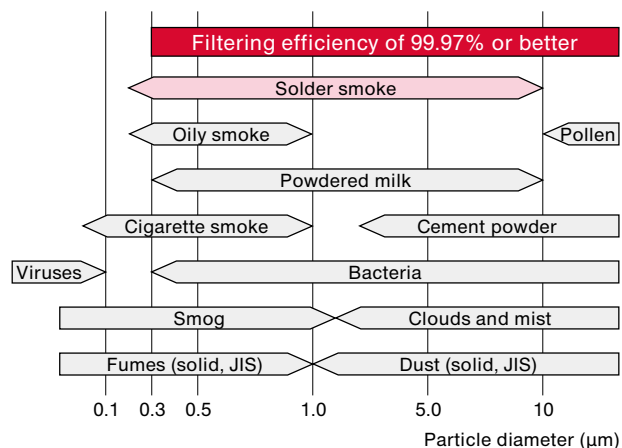 Filtering efficiency of 99.97% or better
Solder smoke
Oily smoke
Pollen
Powdered milk
Cigarette smoke
Cement powder
Viruses
Bacteria
Smog
Clouds and mist
Fumes (solid, JIS)
Dust (solid, JIS)
0.1 0.3 0.5 1.0 5.0 10
Particle diameter (μm)